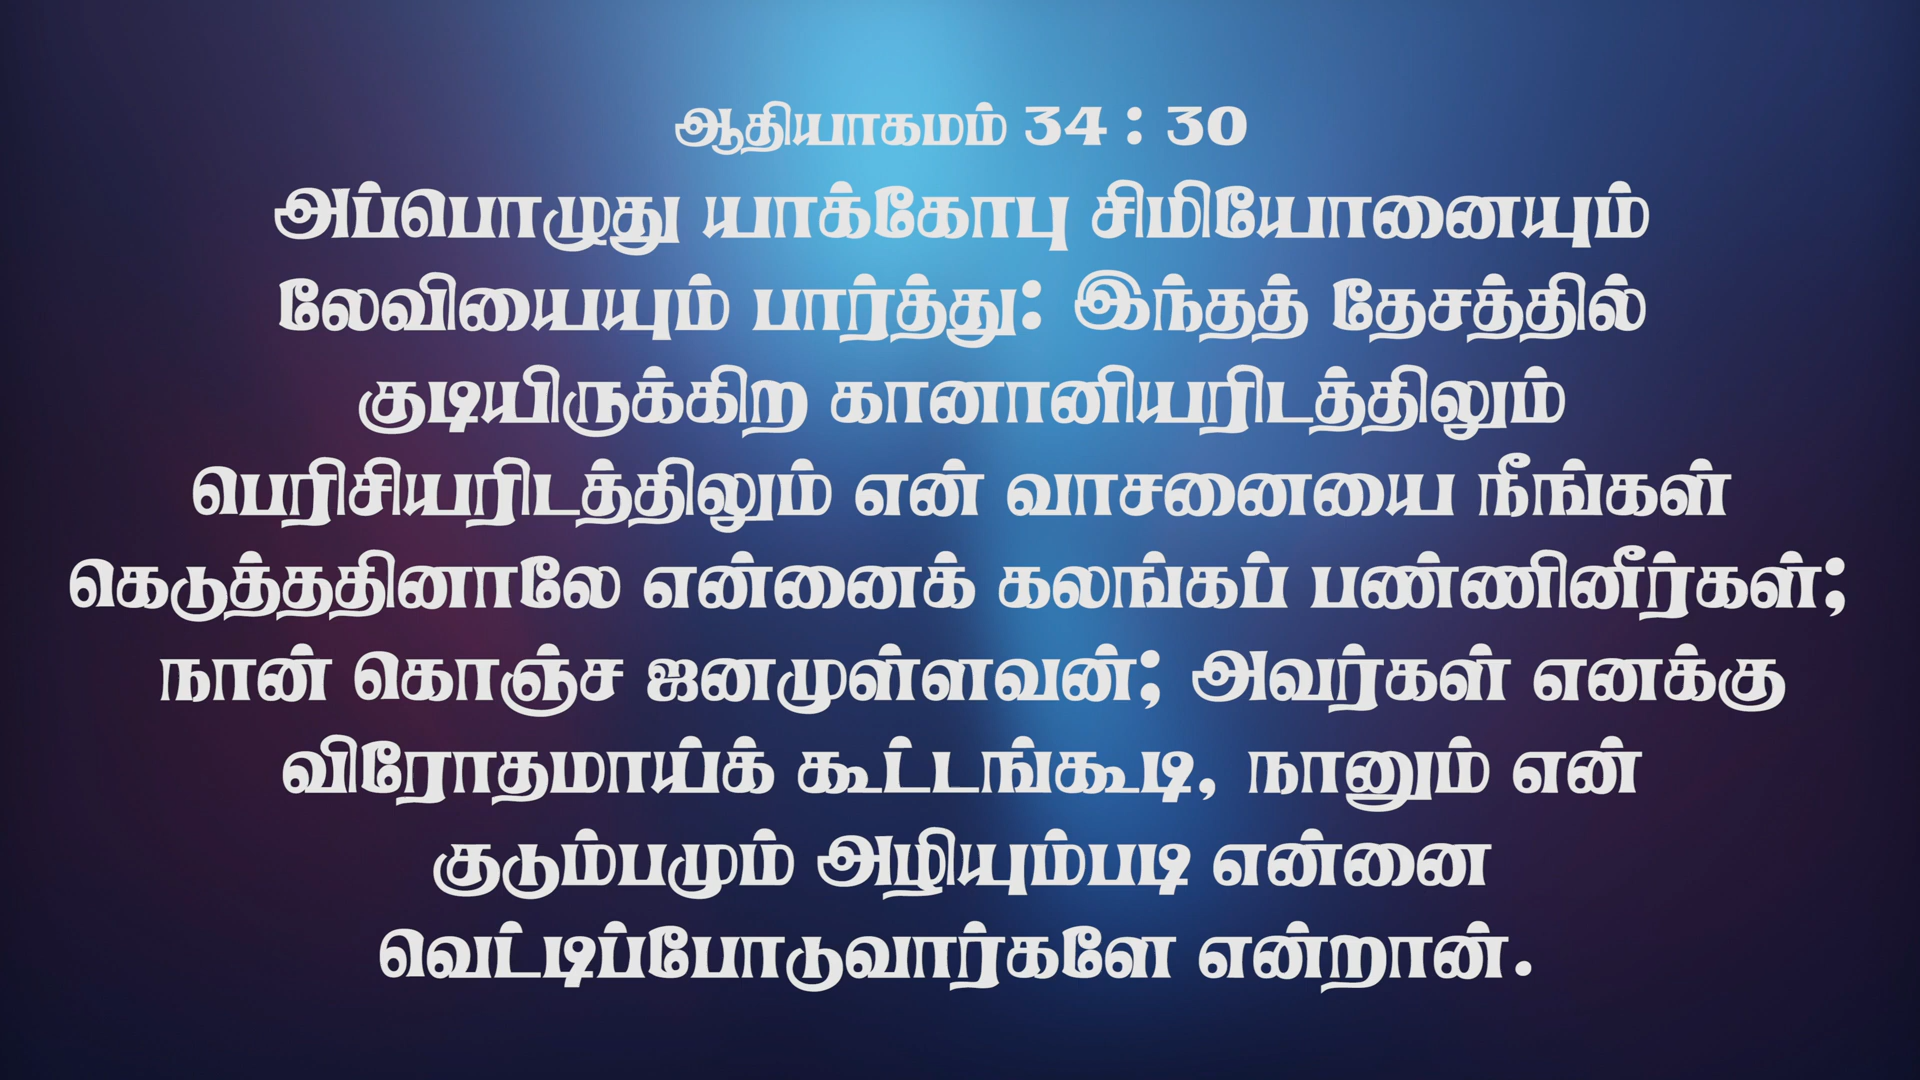 ஆதியாகமம் 34 : 30
அப்பொழுது யாக்கோபு சிமியோனையும்
லேவியையும் பார்த்து: இந்தத் தேசத்தில்
குடியிருக்கிற கானானியரிடத்திலும்
பெரிசியரிடத்திலும் என் வாசனையை நீங்கள்
கெடுத்ததினாலே என்னைக் கலங்கப் பண்ணினீர்கள்;
நான் கொஞ்ச ஜனமுள்ளவன்; அவர்கள் எனக்கு
விரோதமாய்க் கூட்டங்கூடி, நானும் என்
குடும்பமும் அழியும்படி என்னை
வெட்டிப்போடுவார்களே என்றான்.